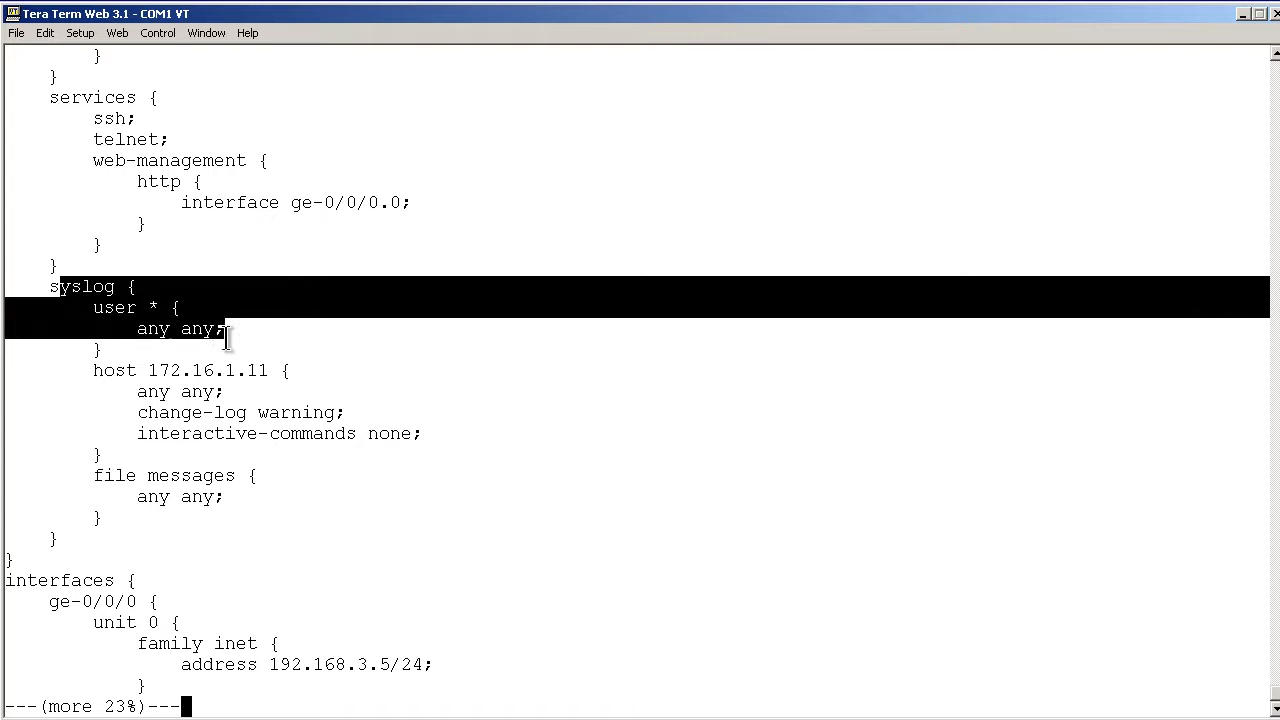 Tera Term Web 3.1 - COM1 VT
File Edit Setup Web Control Window Help
        }
    }
    services {
        ssh;
        telnet;
        web-management {
            http {
                interface ge-0/0/0.0;
            }
        }
    }
    syslog {
        user * {
            any any;
        }
        host 172.16.1.11 {
            any any;
            change-log warning;
            interactive-commands none;
        }
        file messages {
            any any;
        }
    }
}
interfaces {
    ge-0/0/0 {
        unit 0 {
            family inet {
                address 192.168.3.5/24;
            }
---(more 23%)---